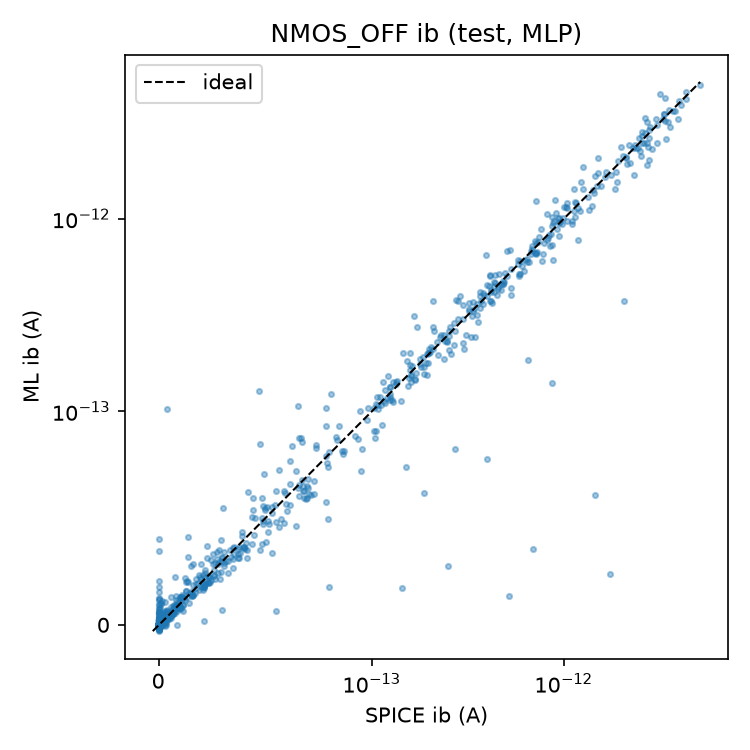 NMOS_OFF ib (test, MLP)
ideal
ML ib (A)
10⁻¹²
10⁻¹³
0
0
10⁻¹³
10⁻¹²
SPICE ib (A)